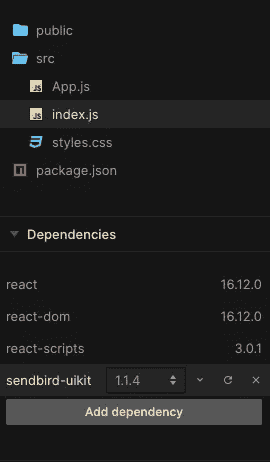 public
src
JS App.js
JS index.js
styles.css
package.json
Dependencies
react 16.12.0
react-dom 16.12.0
react-scripts 3.0.1
sendbird-uikit 1.1.4
Add dependency